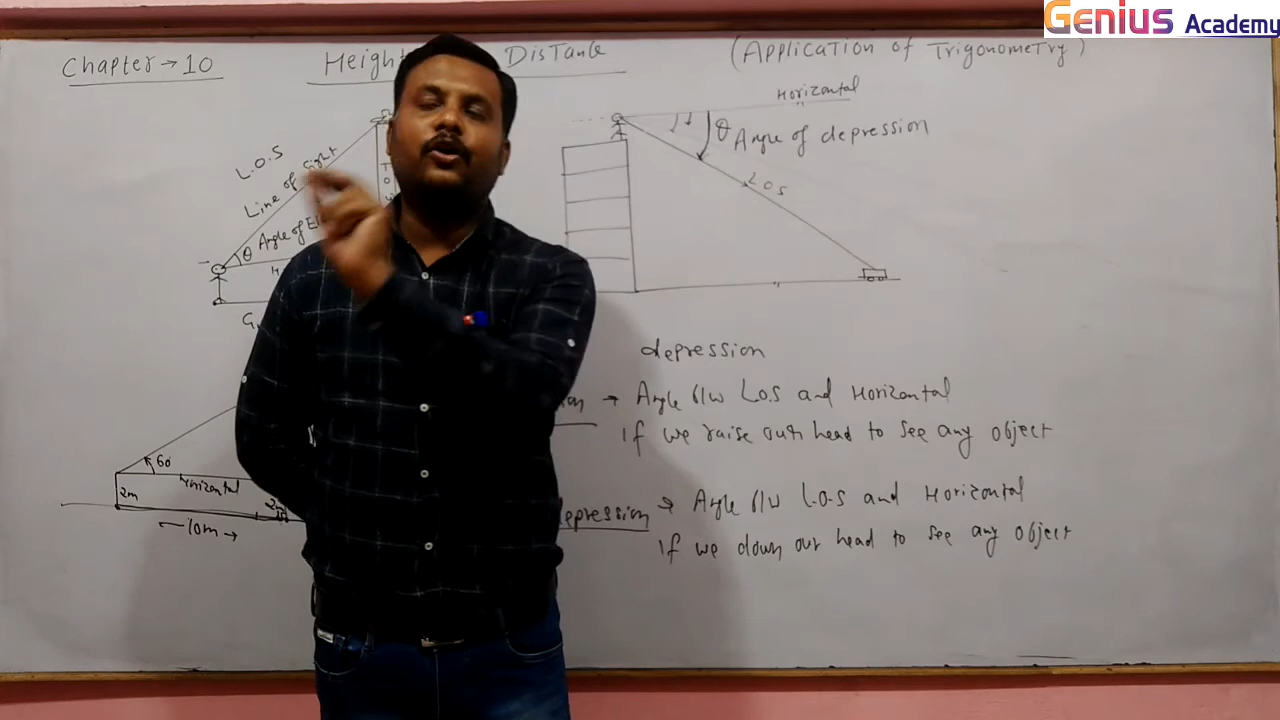 Genius Academy
Chapter → 10
Height
Distance
(Application of Trigonometry)
L.O.S
Line of Sight
θ Angle of
Horizontal
θ Angle of depression
L O S
depression
→ Angle b/w L.O.S and Horizontal
If we raise our head to see any object
depression → Angle b/w L.O.S and Horizontal
If we down our head to see any object
60
Horizontal
2m
2m
10m